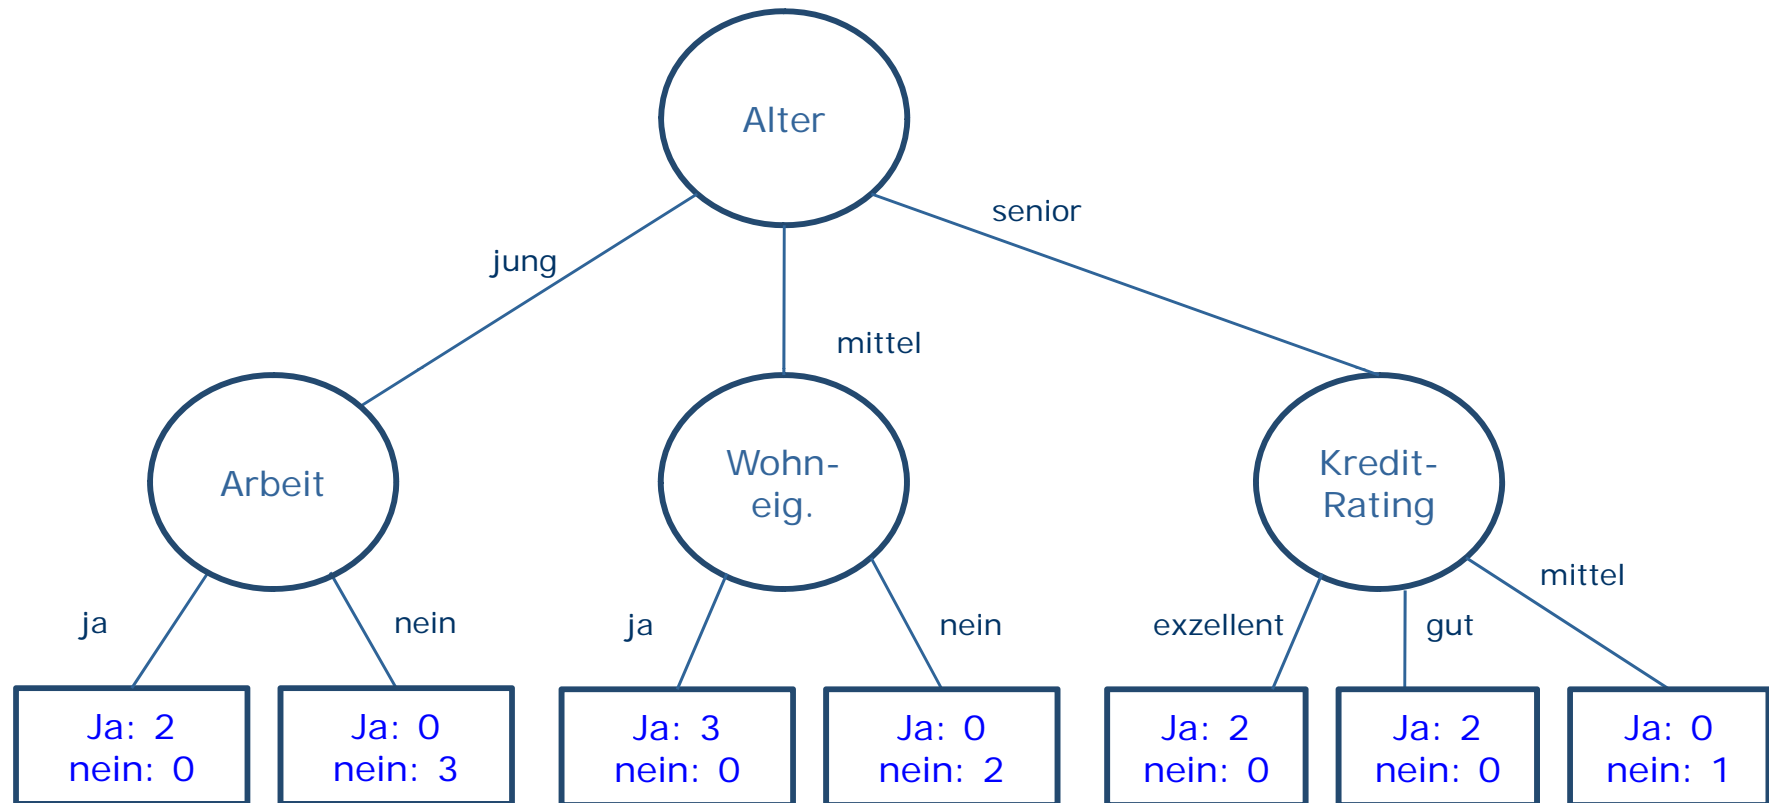 Alter
senior
jung
mittel
Arbeit
Wohn-
eig.
Kredit-
Rating
mittel
ja
nein
ja
nein
exzellent
gut
Ja: 2
nein: 0
Ja: 0
nein: 3
Ja: 3
nein: 0
Ja: 0
nein: 2
Ja: 2
nein: 0
Ja: 2
nein: 0
Ja: 0
nein: 1